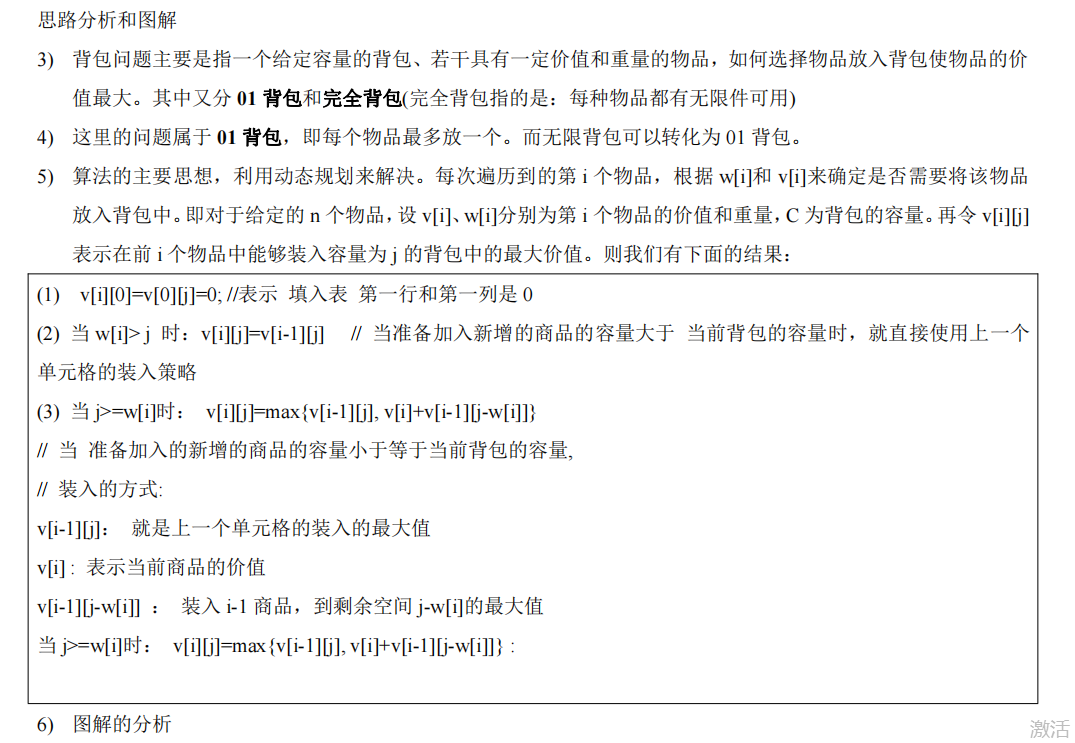 思路分析和图解
3) 背包问题主要是指一个给定容量的背包、若干具有一定价值和重量的物品，如何选择物品放入背包使物品的价
值最大。其中又分 01 背包和完全背包(完全背包指的是：每种物品都有无限件可用)
4) 这里的问题属于 01 背包，即每个物品最多放一个。而无限背包可以转化为 01 背包。
5) 算法的主要思想，利用动态规划来解决。每次遍历到的第 i 个物品，根据 w[i]和 v[i]来确定是否需要将该物品
放入背包中。即对于给定的 n 个物品，设 v[i]、w[i]分别为第 i 个物品的价值和重量，C 为背包的容量。再令 v[i][j]
表示在前 i 个物品中能够装入容量为 j 的背包中的最大价值。则我们有下面的结果：
(1) v[i][0]=v[0][j]=0; //表示 填入表 第一行和第一列是 0
(2) 当 w[i]> j 时：v[i][j]=v[i-1][j] // 当准备加入新增的商品的容量大于 当前背包的容量时，就直接使用上一个
单元格的装入策略
(3) 当 j>=w[i]时： v[i][j]=max{v[i-1][j], v[i]+v[i-1][j-w[i]]}
// 当 准备加入的新增的商品的容量小于等于当前背包的容量,
// 装入的方式:
v[i-1][j]： 就是上一个单元格的装入的最大值
v[i] : 表示当前商品的价值
v[i-1][j-w[i]] ： 装入 i-1 商品，到剩余空间 j-w[i]的最大值
当 j>=w[i]时： v[i][j]=max{v[i-1][j], v[i]+v[i-1][j-w[i]]} :
6) 图解的分析
激活